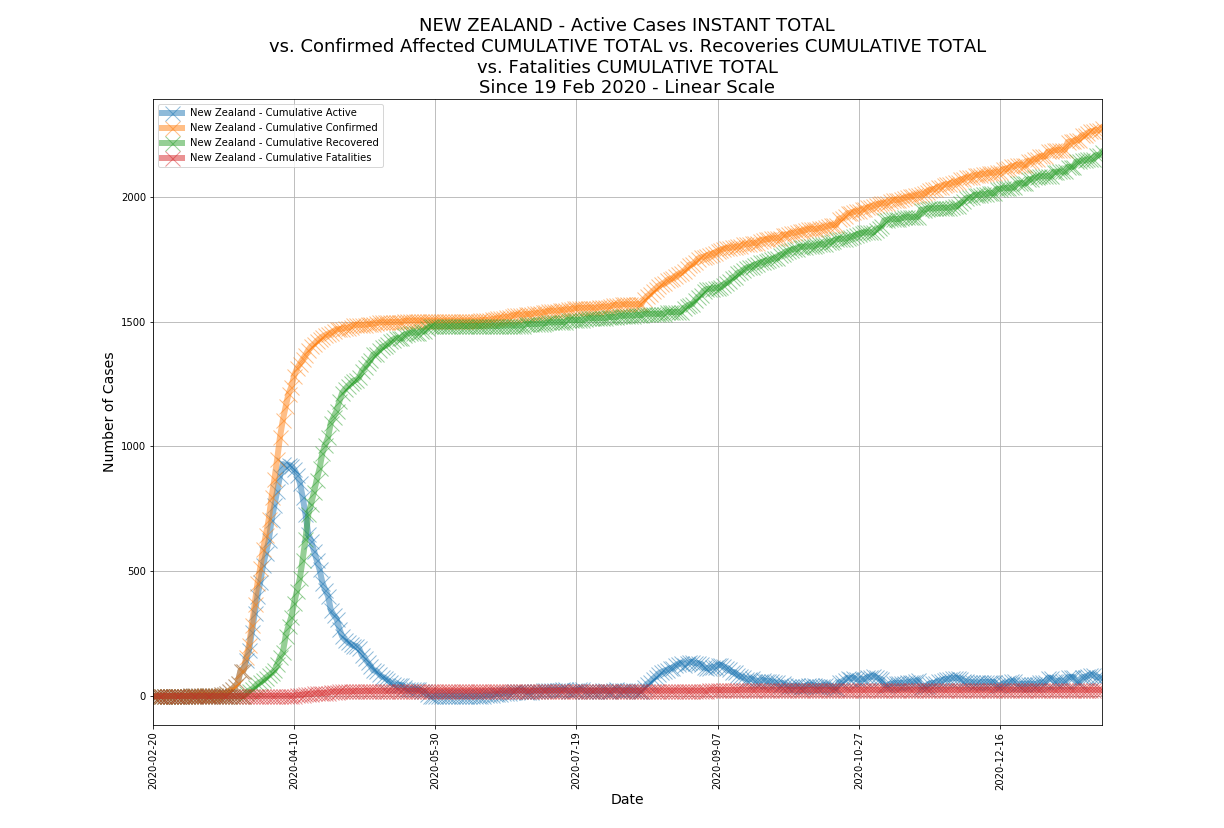 NEW ZEALAND - Active Cases INSTANT TOTAL
vs. Confirmed Affected CUMULATIVE TOTAL vs. Recoveries CUMULATIVE TOTAL
vs. Fatalities CUMULATIVE TOTAL
Since 19 Feb 2020 - Linear Scale
New Zealand - Cumulative Active
New Zealand - Cumulative Confirmed
New Zealand - Cumulative Recovered
New Zealand - Cumulative Fatalities
Number of Cases
2000
1500
1000
500
0
2020-02-20
2020-04-10
2020-05-30
2020-07-19
2020-09-07
2020-10-27
2020-12-16
Date